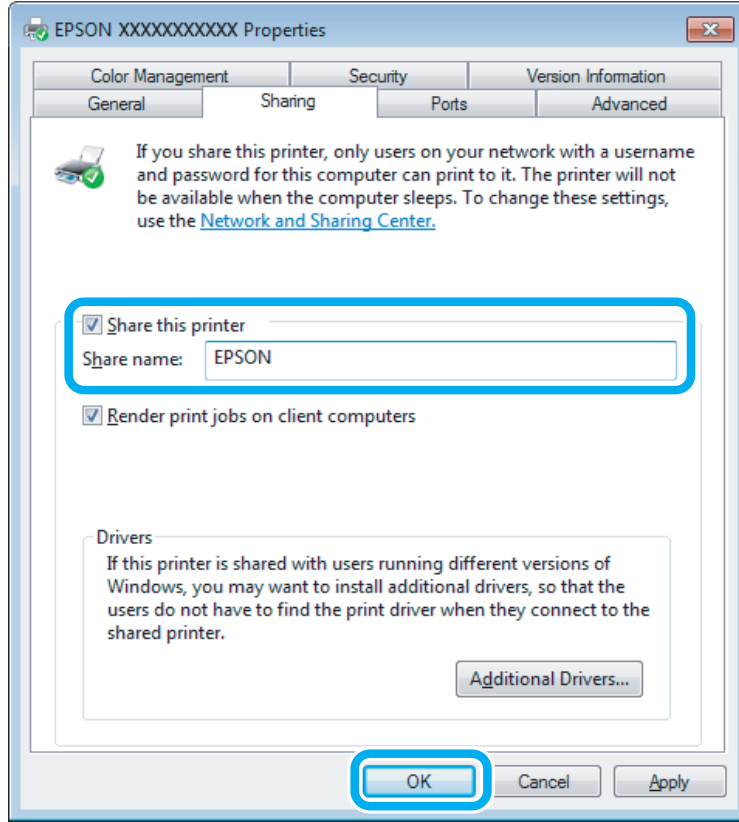 EPSON XXXXXXXXXXX Properties
Color Management Security Version Information
General Sharing Ports Advanced
If you share this printer, only users on your network with a username
and password for this computer can print to it. The printer will not
be available when the computer sleeps. To change these settings,
use the Network and Sharing Center.
Share this printer
Share name: EPSON
Render print jobs on client computers
Drivers
If this printer is shared with users running different versions of
Windows, you may want to install additional drivers, so that the
users do not have to find the print driver when they connect to the
shared printer.
Additional Drivers...
OK Cancel Apply